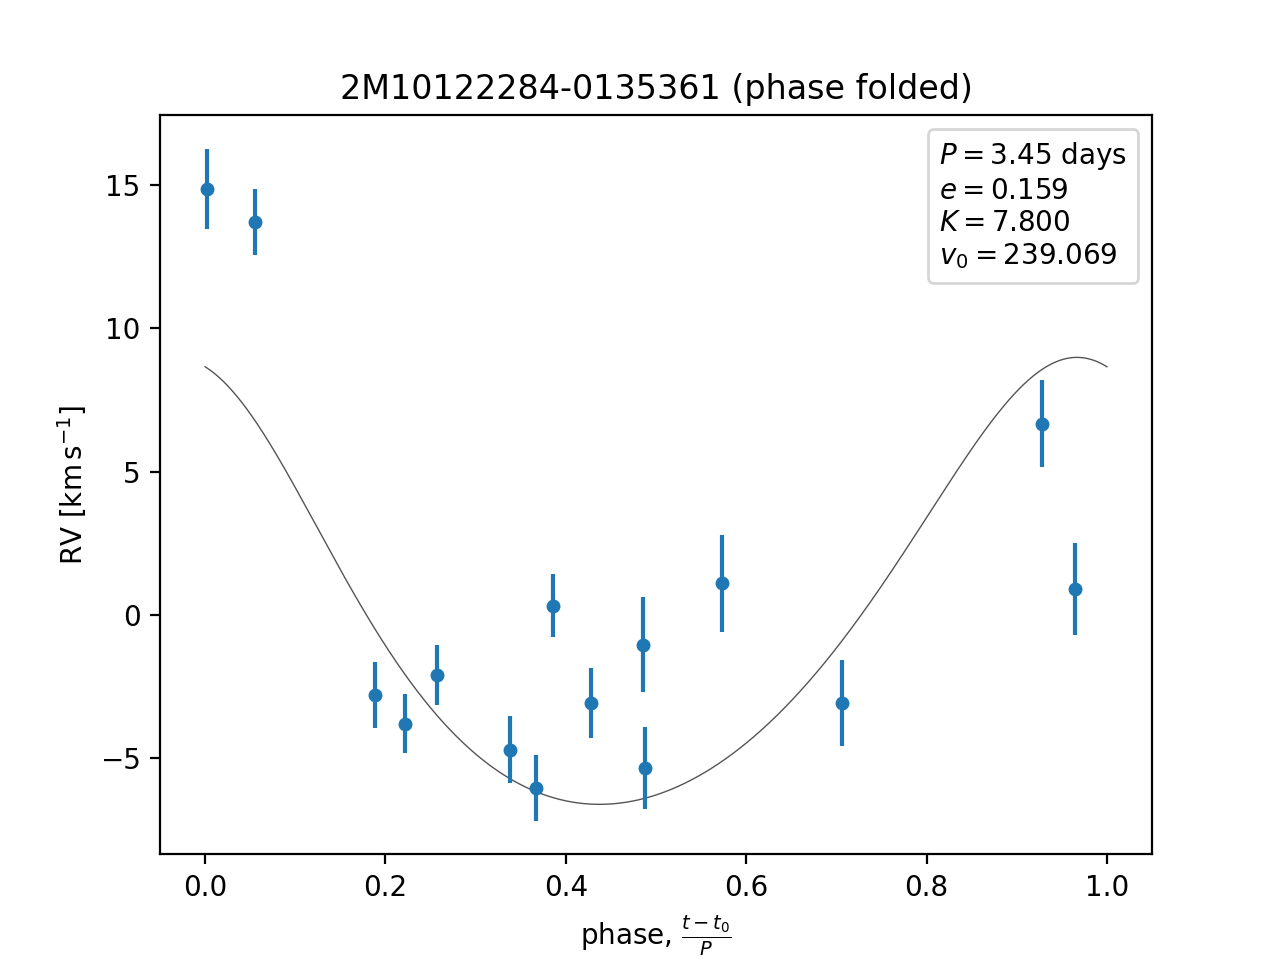 2M10122284-0135361 (phase folded)
P = 3.45 days
e = 0.159
K = 7.800
v₀ = 239.069
RV [km s⁻¹]
15
10
5
0
−5
0.0 0.2 0.4 0.6 0.8 1.0
phase, (t − t₀)/P